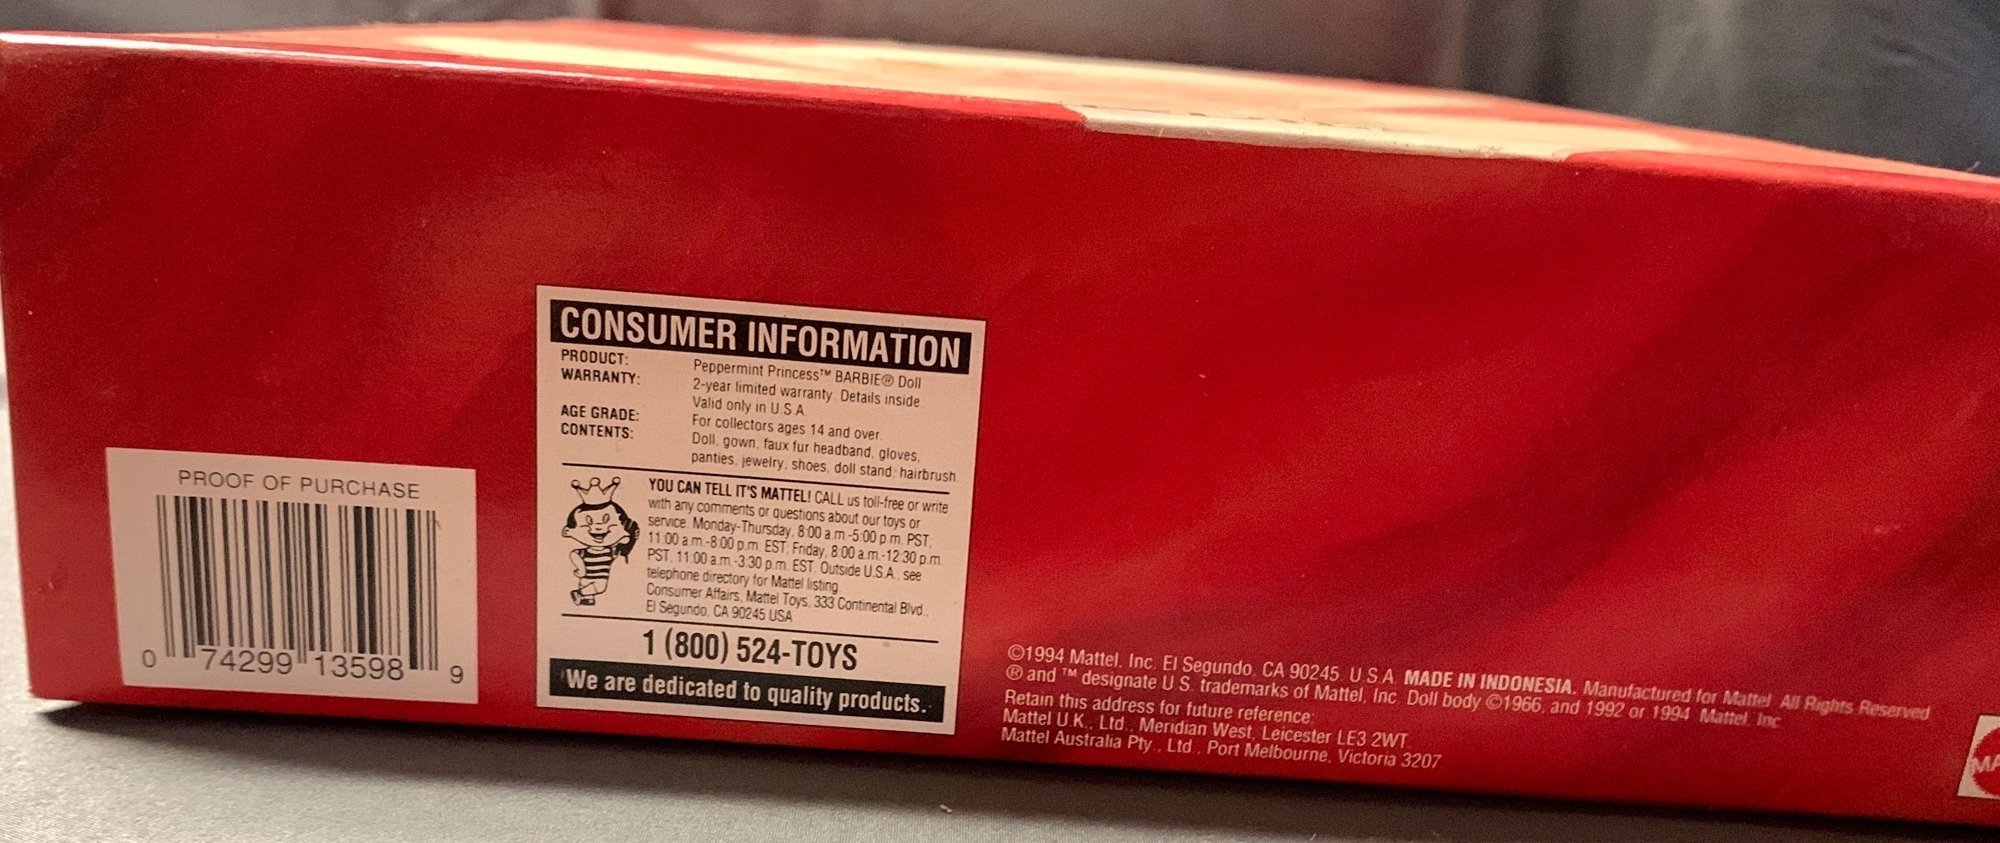 PROOF OF PURCHASE
0 74299 13598 9
CONSUMER INFORMATION
PRODUCT: Peppermint Princess™ BARBIE® Doll
WARRANTY: 2-year limited warranty. Details inside.
Valid only in U.S.A.
AGE GRADE: For collectors ages 14 and over.
CONTENTS: Doll, gown, faux fur headband, gloves,
panties, jewelry, shoes, doll stand, hairbrush
YOU CAN TELL IT'S MATTEL! CALL us toll-free or write
with any comments or questions about our toys or
service. Monday-Thursday, 8:00 a.m.-5:00 p.m. PST,
11:00 a.m.-8:00 p.m. EST; Friday, 8:00 a.m.-12:30 p.m.
PST, 11:00 a.m.-3:30 p.m. EST. Outside U.S.A., see
telephone directory for Mattel listing.
Consumer Affairs, Mattel Toys, 333 Continental Blvd.,
El Segundo, CA 90245 USA
1 (800) 524-TOYS
We are dedicated to quality products.
©1994 Mattel, Inc. El Segundo, CA 90245 U.S.A. MADE IN INDONESIA. Manufactured for Mattel. All Rights Reserved.
® and ™ designate U.S. trademarks of Mattel, Inc. Doll body ©1966, and 1992 or 1994 Mattel, Inc.
Retain this address for future reference:
Mattel U.K., Ltd., Meridian West, Leicester LE3 2WT.
Mattel Australia Pty., Ltd., Port Melbourne, Victoria 3207.